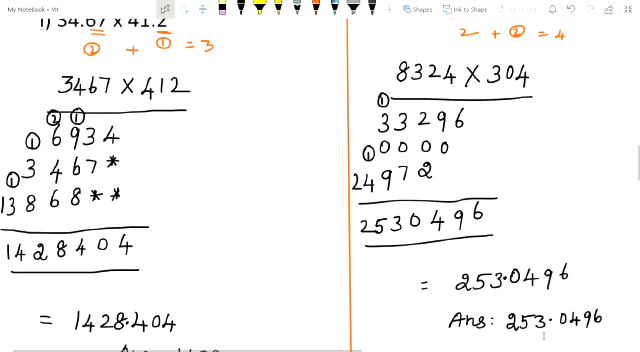 My Notebook • VII
Shapes Ink to Shape
1) 34.67 × 41.2
② + ① = 3
3467 × 412
② ①
① 6934
① 3467*
13868**
1428404
= 1428.404
2 + ② = 4
8324 × 304
①
33296
① 0000
24972
2530496
= 253.0496
Ans: 253.0496